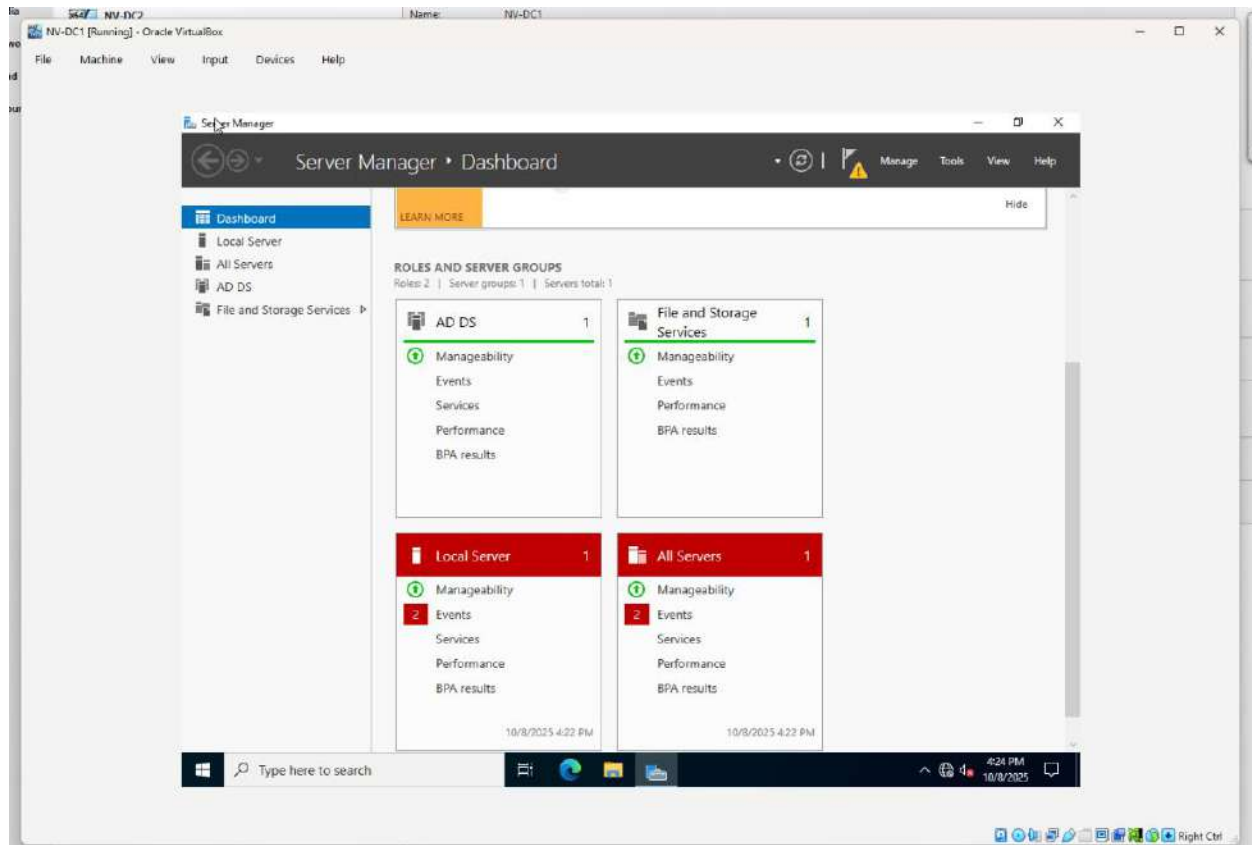 NV-DC2
Name: NV-DC1
NV-DC1 [Running] - Oracle VirtualBox
File Machine View Input Devices Help
Server Manager
Server Manager • Dashboard
Manage Tools View Help
Dashboard
Local Server
All Servers
AD DS
File and Storage Services
LEARN MORE
Hide
ROLES AND SERVER GROUPS
Roles: 2 | Server groups: 1 | Servers total: 1
AD DS 1
Manageability
Events
Services
Performance
BPA results
File and Storage Services 1
Manageability
Events
Performance
BPA results
Local Server 1
Manageability
2 Events
Services
Performance
BPA results
10/8/2025 4:22 PM
All Servers 1
Manageability
2 Events
Services
Performance
BPA results
10/8/2025 4:22 PM
Type here to search
4:24 PM
10/8/2025
Right Ctrl